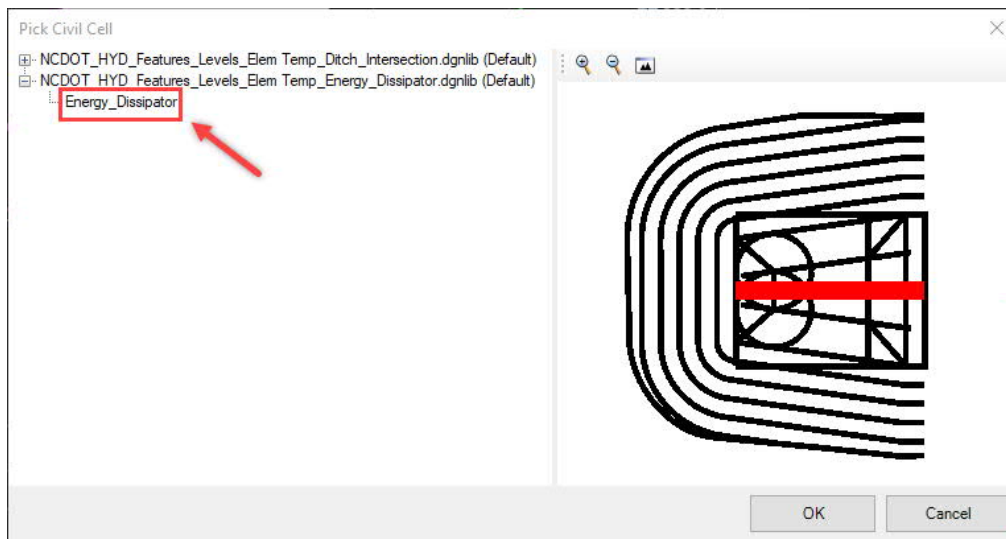 Pick Civil Cell
NCDOT_HYD_Features_Levels_Elem Temp_Ditch_Intersection.dgnlib (Default)
NCDOT_HYD_Features_Levels_Elem Temp_Energy_Dissipator.dgnlib (Default)
Energy_Dissipator
OK
Cancel